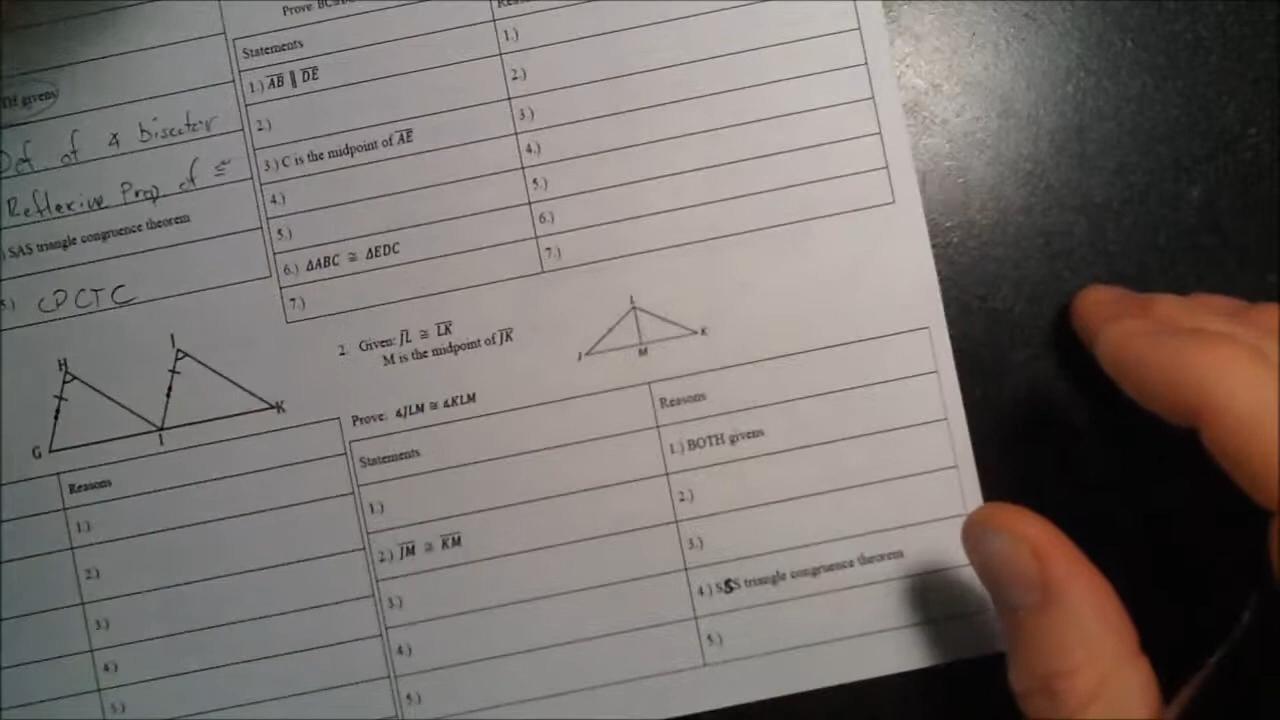 Prove
Statements
1.)
1.) AB ∥ DE
2.)
2.)
3.)
3.) C is the midpoint of AE
4.)
4.)
5.)
5.)
6.)
6.) ΔABC ≅ ΔEDC
7.)
7.)
TH givens
Def of ∡ bisector
Reflexive Prop of ≅
SAS triangle congruence theorem
CPCTC
H
I
G
I
K
Reasons
1.)
2.)
3.)
4.)
5.)
2. Given: JL ≅ LK
M is the midpoint of JK
L
J
M
K
Prove: ∡JLM ≅ ∡KLM
Statements
Reasons
1.)
1.) BOTH givens
2.) JM ≅ KM
2.)
3.)
3.)
4.)
4.) SSS triangle congruence theorem
5.)
5.)